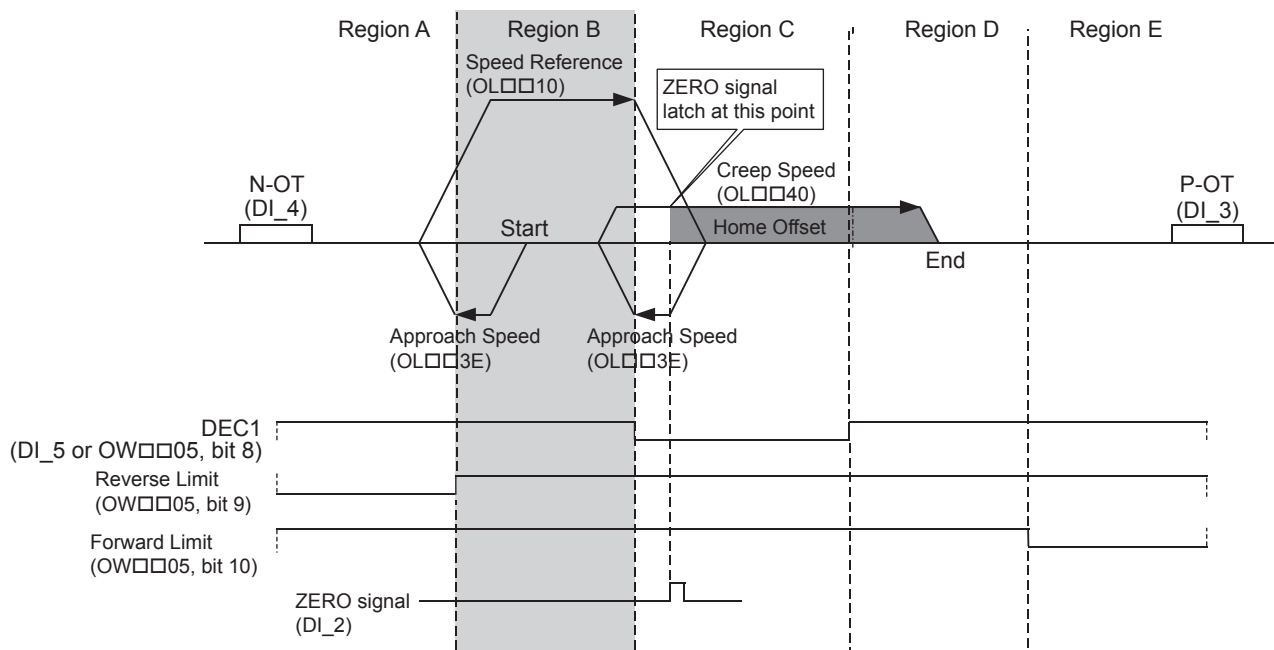 Region A
Region B
Region C
Region D
Region E
Speed Reference
(OL□□10)
ZERO signal
latch at this point
Creep Speed
(OL□□40)
N-OT
(DI_4)
P-OT
(DI_3)
Start
Home Offset
End
Approach Speed
(OL□□3E)
Approach Speed
(OL□□3E)
DEC1
(DI_5 or OW□□05, bit 8)
Reverse Limit
(OW□□05, bit 9)
Forward Limit
(OW□□05, bit 10)
ZERO signal
(DI_2)